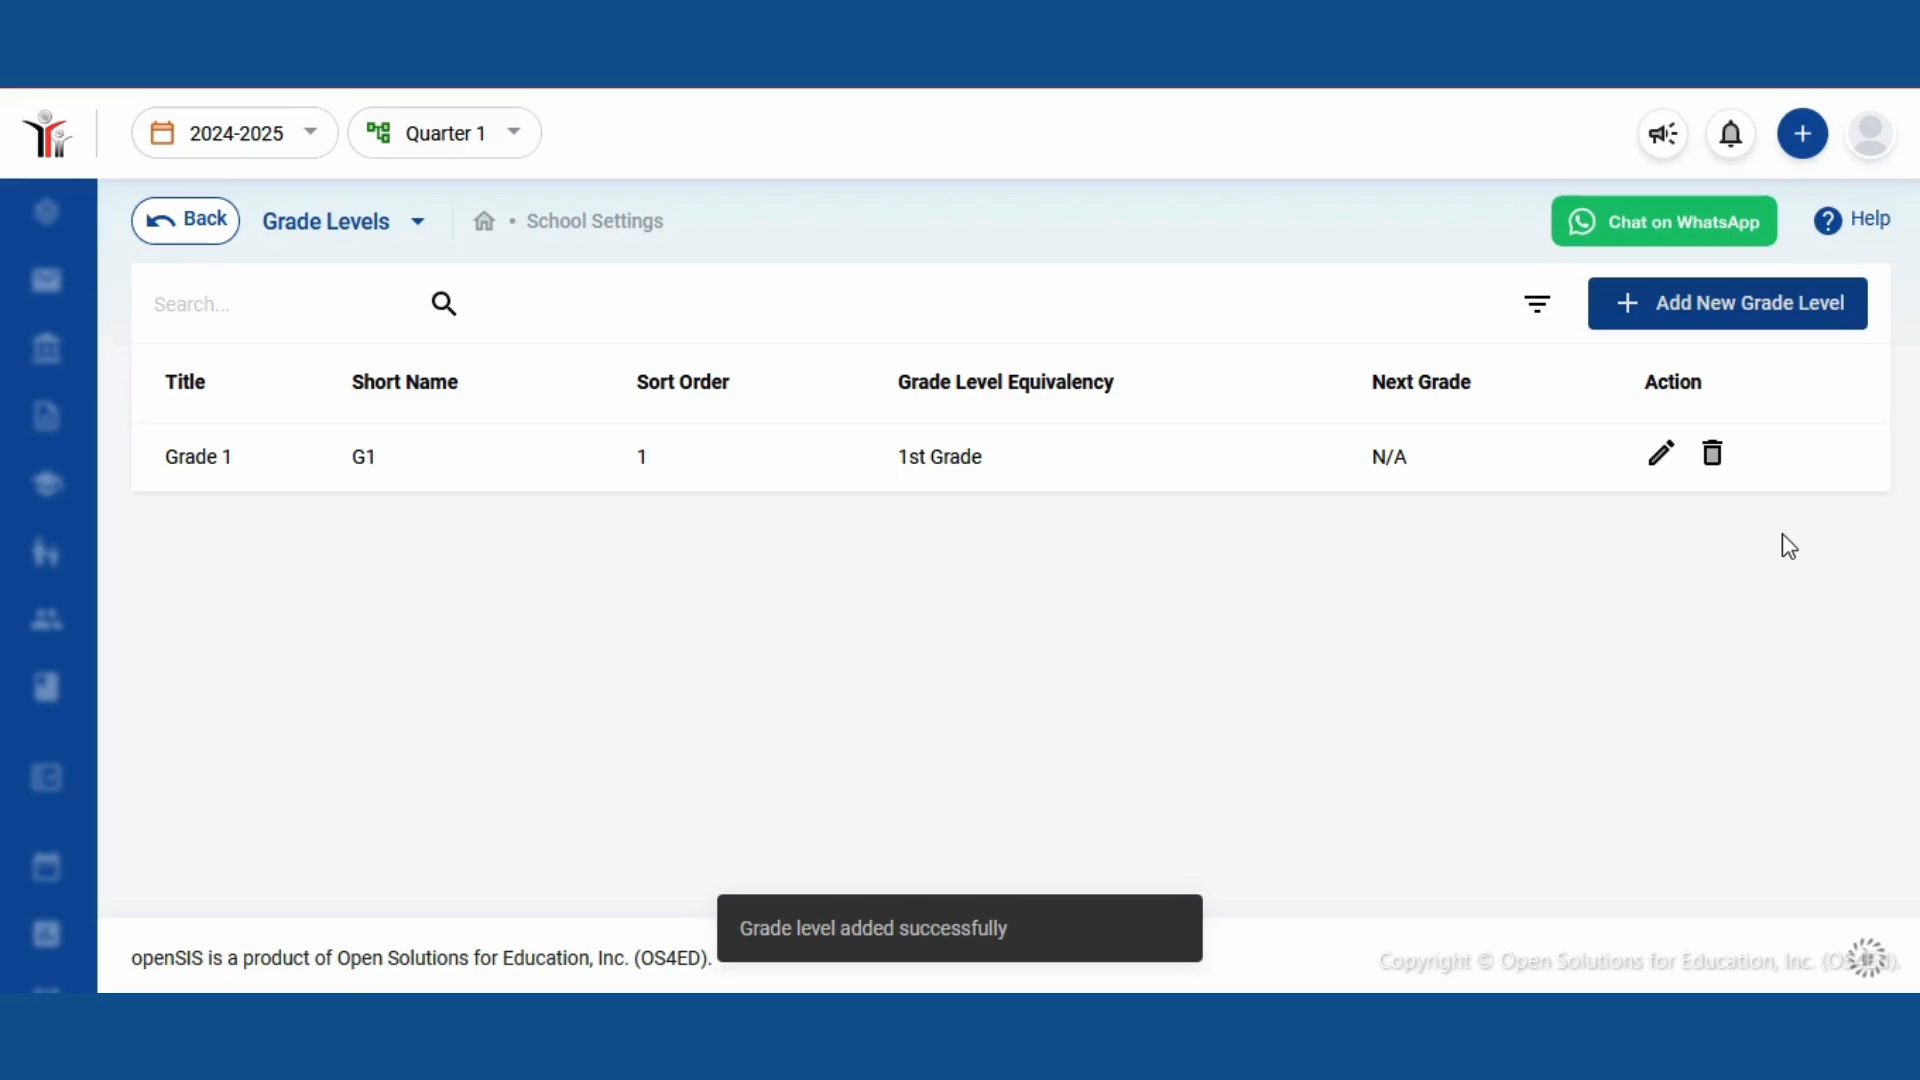 2024-2025
Quarter 1
Back
Grade Levels
School Settings
Chat on WhatsApp
Help
Search...
Add New Grade Level
Title Short Name Sort Order Grade Level Equivalency Next Grade Action
Grade 1 G1 1 1st Grade N/A
Grade level added successfully
openSIS is a product of Open Solutions for Education, Inc. (OS4ED).
Copyright © Open Solutions for Education, Inc.